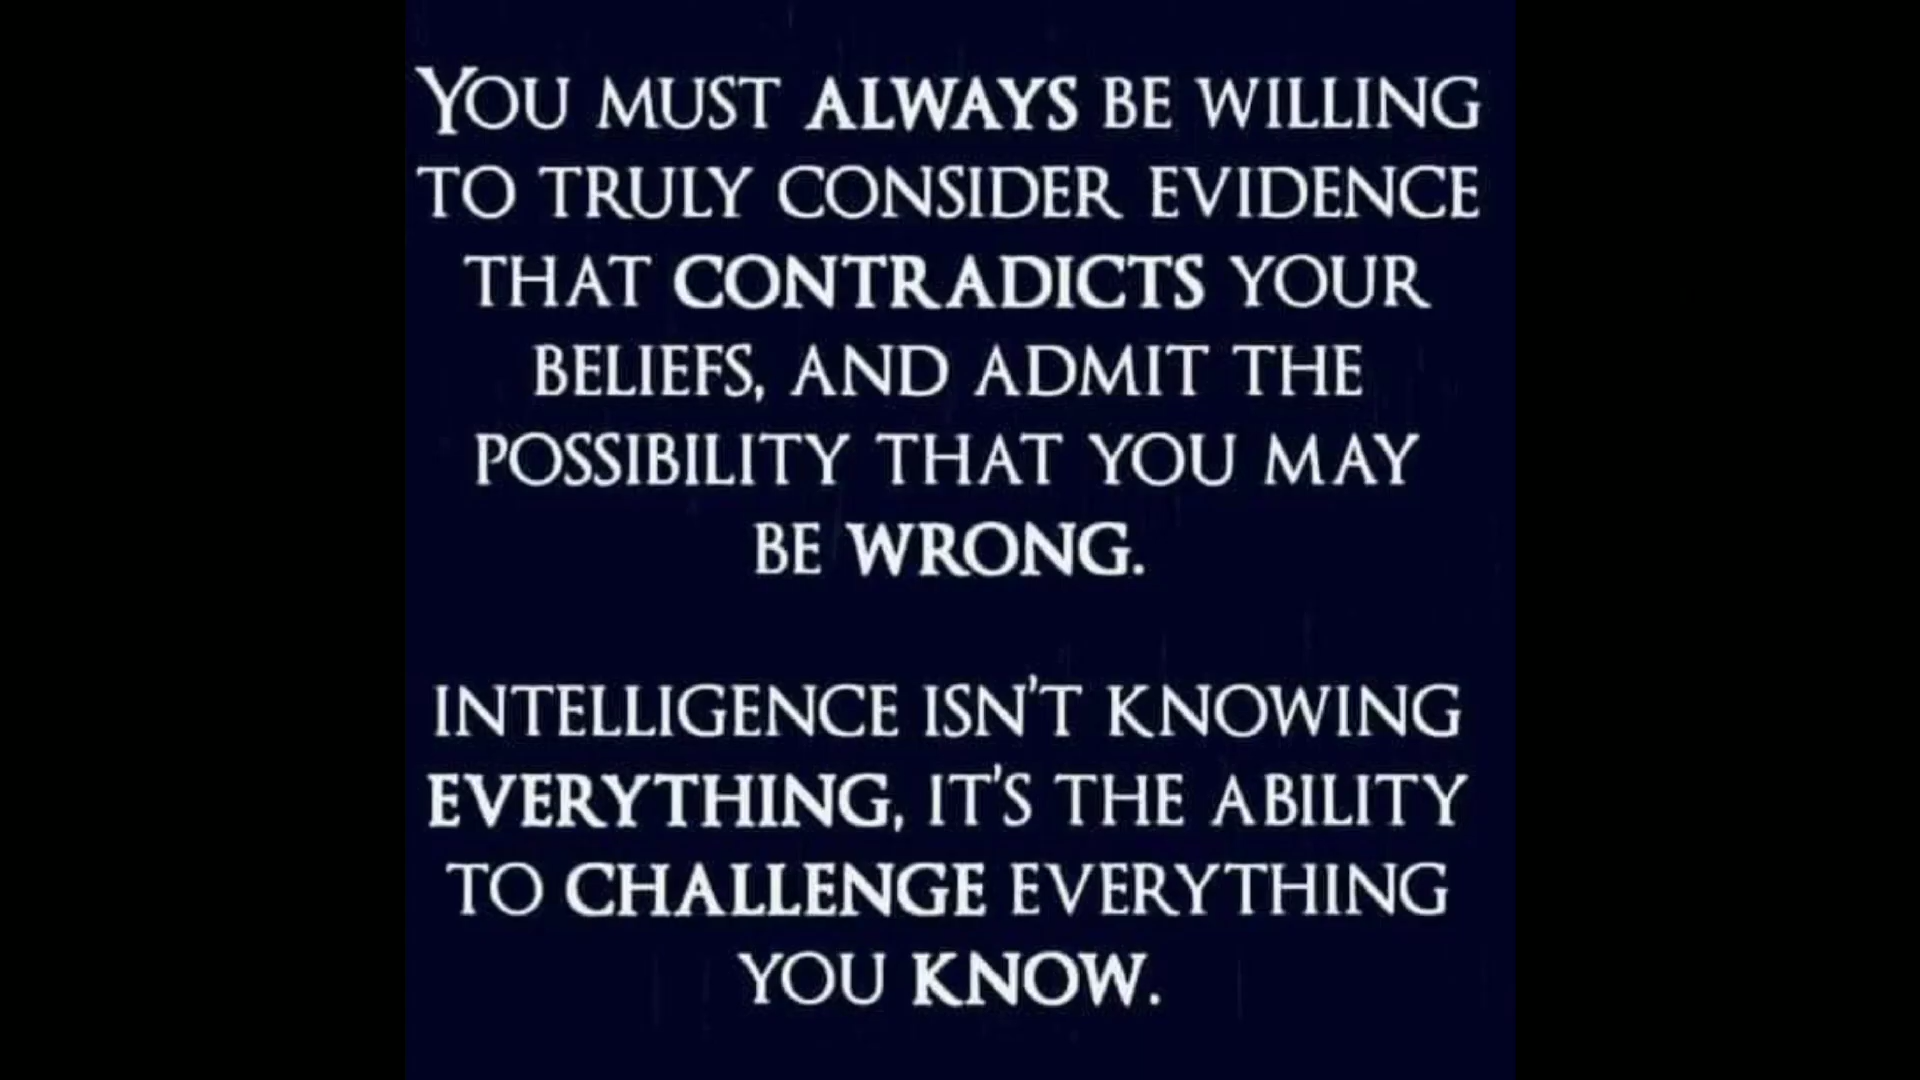 YOU MUST ALWAYS BE WILLING
TO TRULY CONSIDER EVIDENCE
THAT CONTRADICTS YOUR
BELIEFS, AND ADMIT THE
POSSIBILITY THAT YOU MAY
BE WRONG.
INTELLIGENCE ISN'T KNOWING
EVERYTHING, IT'S THE ABILITY
TO CHALLENGE EVERYTHING
YOU KNOW.